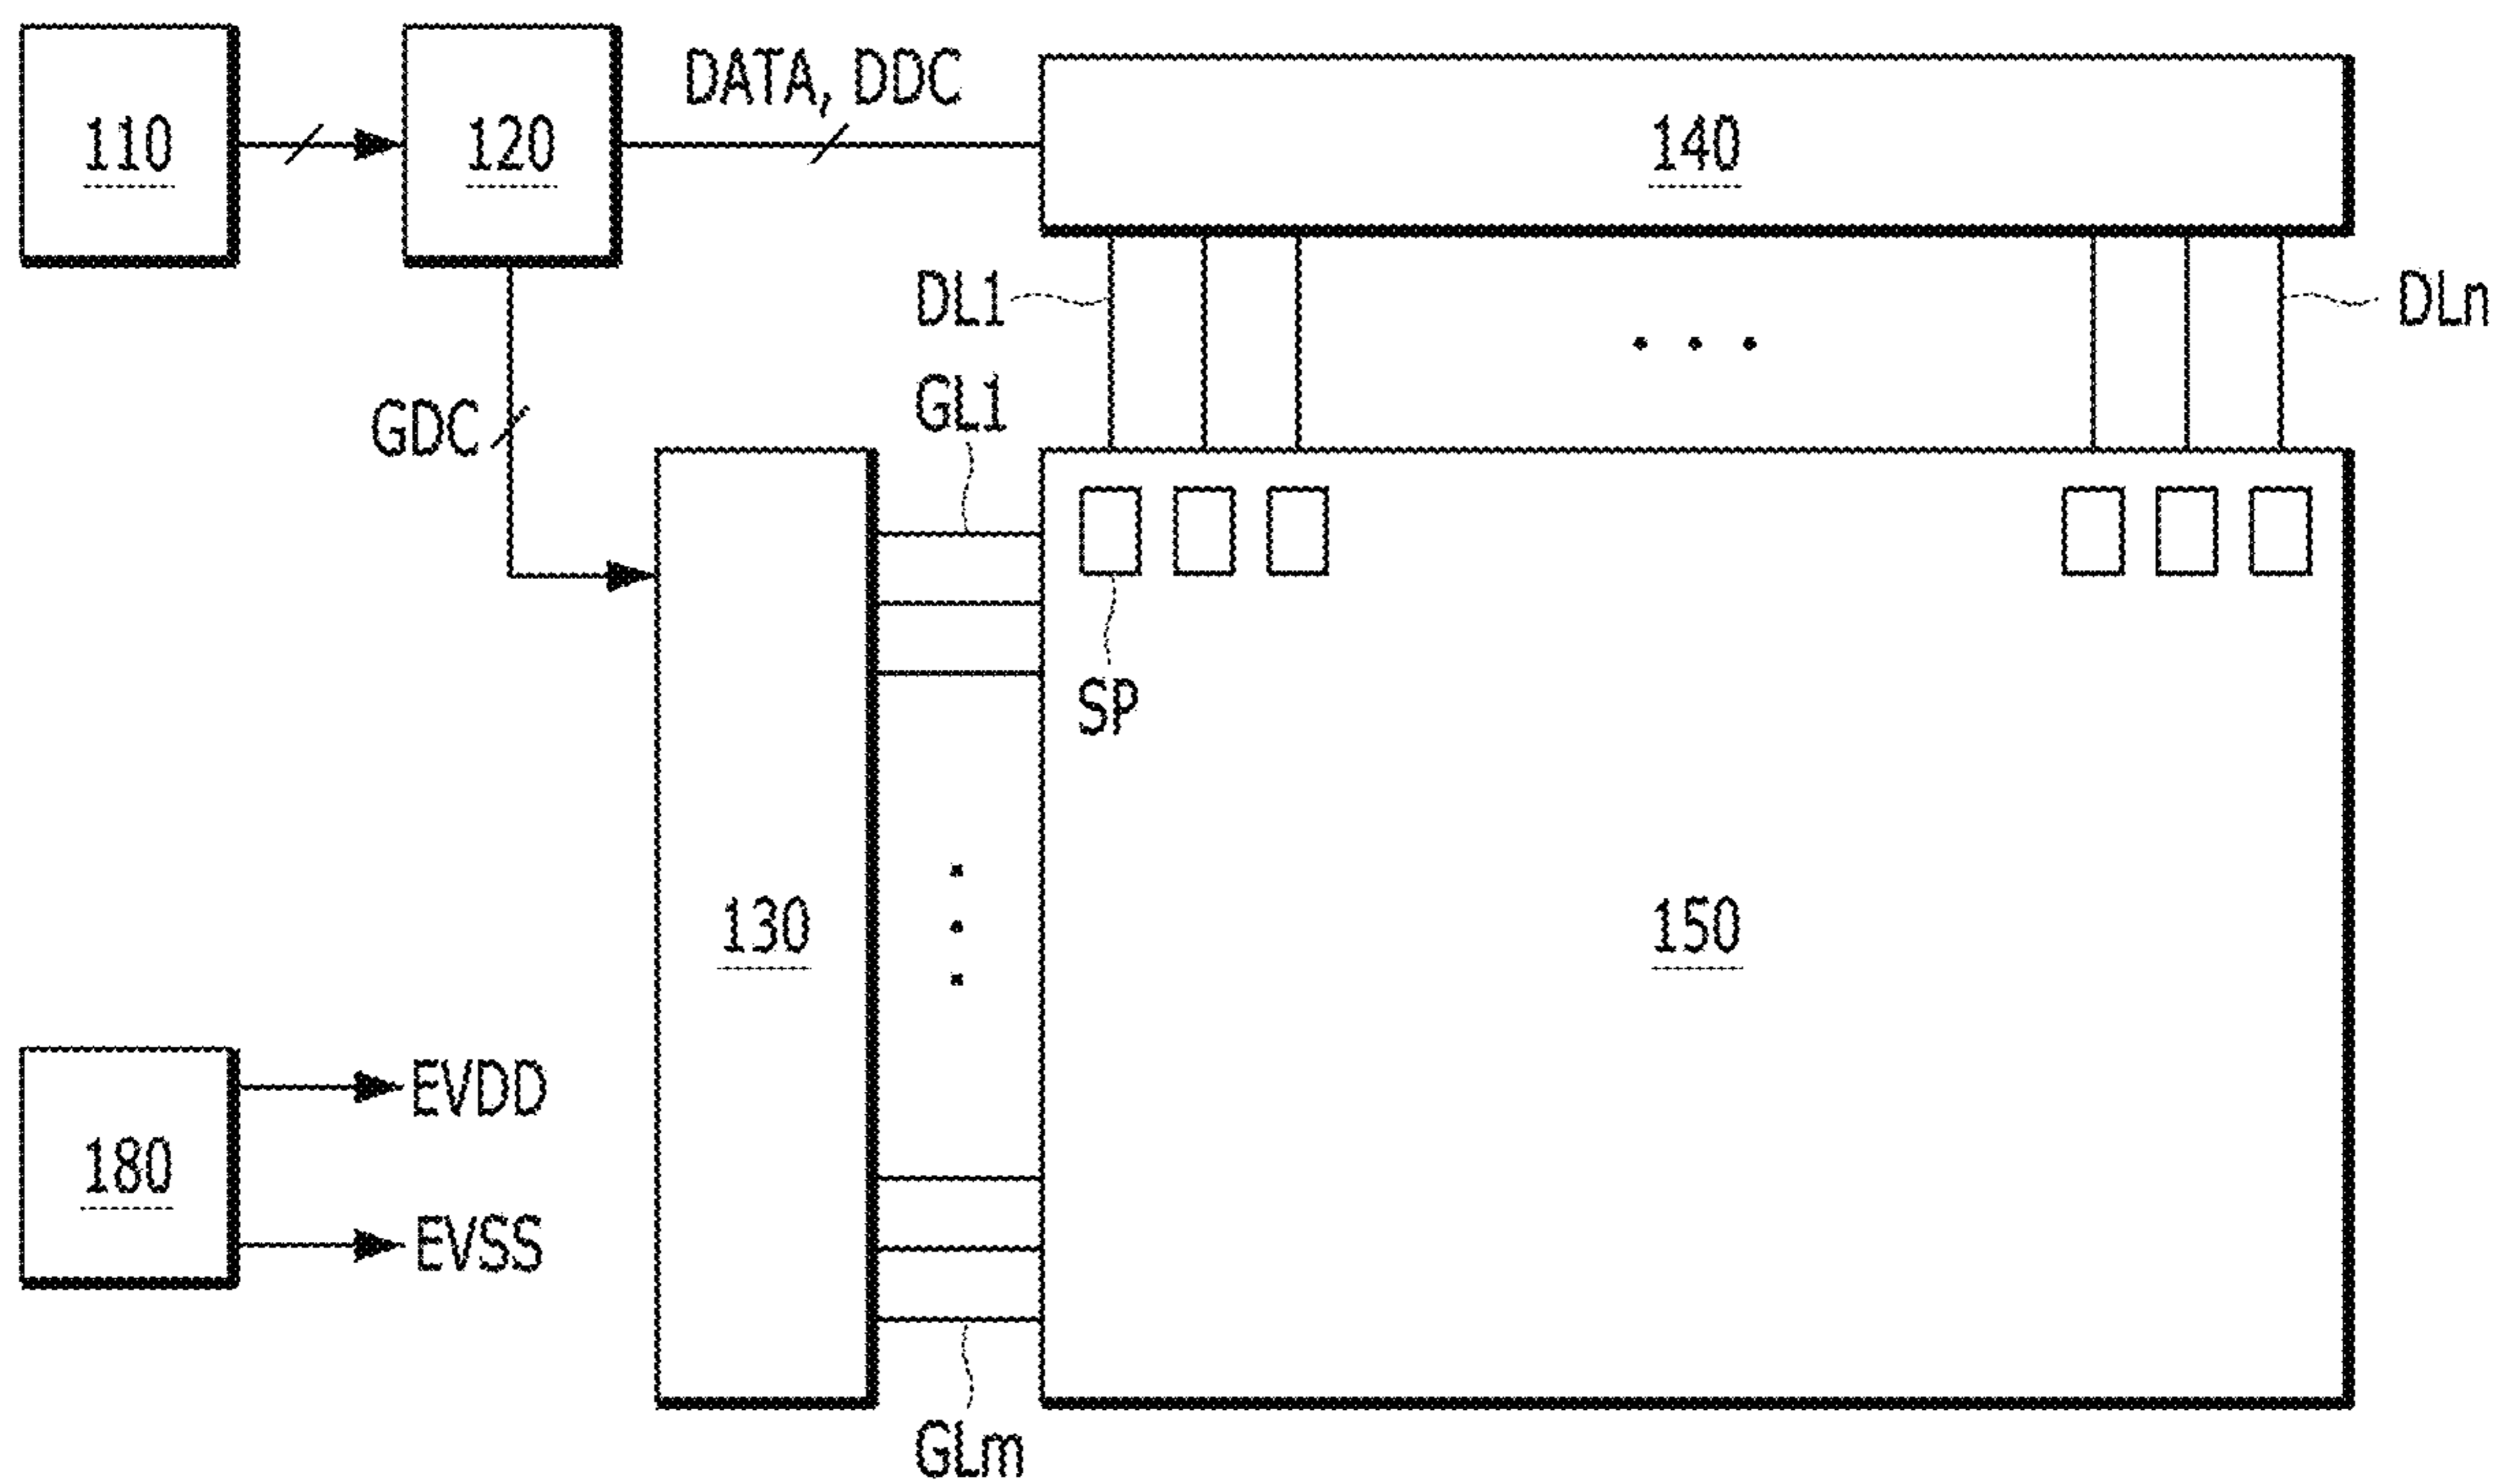 110
120
DATA, DDC
140
DL1
DLn
GL1
GDC
SP
130
150
EVDD
180
EVSS
GLm